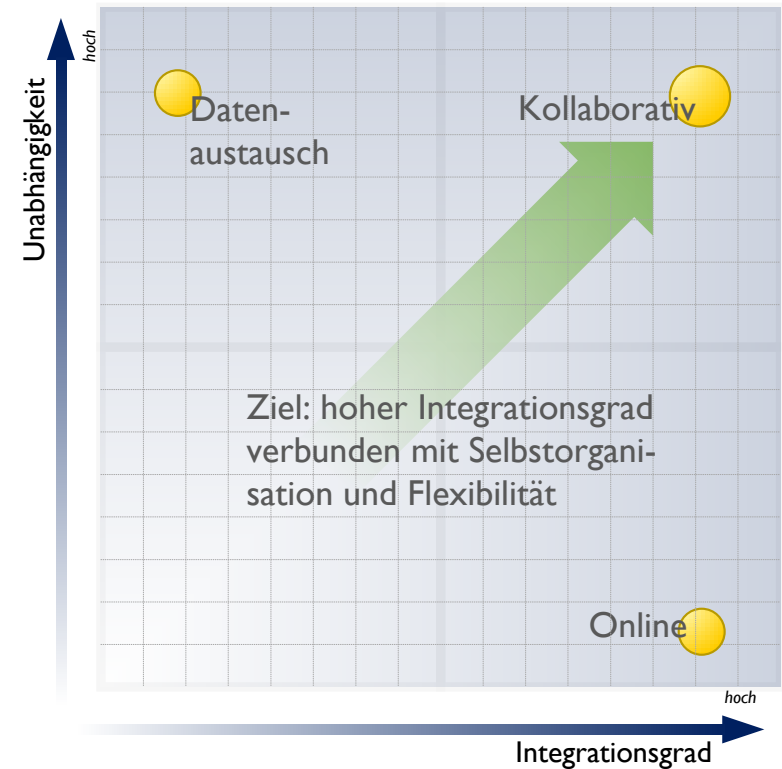 hoch
Unabhängigkeit
Daten-
austausch
Kollaborativ
Ziel: hoher Integrationsgrad
verbunden mit Selbstorgani-
sation und Flexibilität
Online
hoch
Integrationsgrad